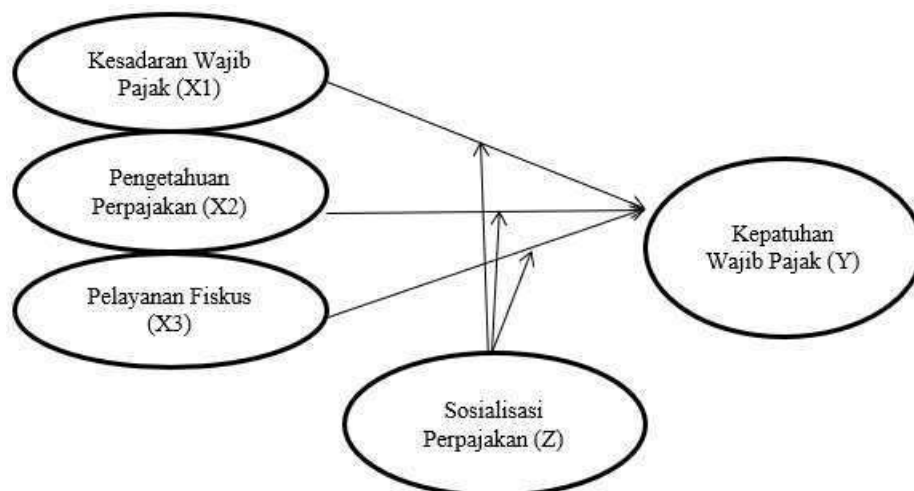 Kesadaran Wajib
Pajak (X1)
Pengetahuan
Perpajakan (X2)
Pelayanan Fiskus
(X3)
Kepatuhan
Wajib Pajak (Y)
Sosialisasi
Perpajakan (Z)